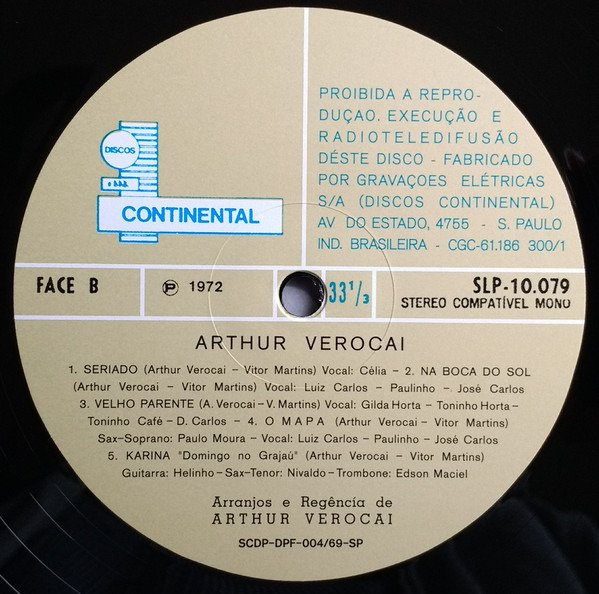 PROIBIDA A REPRO-
DUÇAO. EXECUÇÃO E
RADIOTELEDIFUSÃO
DÉSTE DISCO - FABRICADO
POR GRAVAÇOES ELÉTRICAS
S/A (DISCOS CONTINENTAL)
AV DO ESTADO, 4755 - S. PAULO
IND. BRASILEIRA - CGC-61.186 300/1
DISCOS
CONTINENTAL
FACE B
℗ 1972
33 1/3
SLP-10.079
STEREO COMPATÍVEL MONO
ARTHUR VEROCAI
1. SERIADO (Arthur Verocai - Vitor Martins) Vocal: Célia - 2. NA BOCA DO SOL
(Arthur Verocai - Vitor Martins) Vocal: Luiz Carlos - Paulinho - José Carlos
3. VELHO PARENTE (A. Verocai - V. Martins) Vocal: Gilda Horta - Toninho Horta -
Toninho Café - D. Carlos - 4. O MAPA (Arthur Verocai - Vitor Martins)
Sax-Soprano: Paulo Moura - Vocal: Luiz Carlos - Paulinho - José Carlos
5. KARINA "Domingo no Grajaú" (Arthur Verocai - Vitor Martins)
Guitarra: Helinho - Sax-Tenor: Nivaldo - Trombone: Edson Maciel
Arranjos e Regência de
ARTHUR VEROCAI
SCDP-DPF-004/69-SP